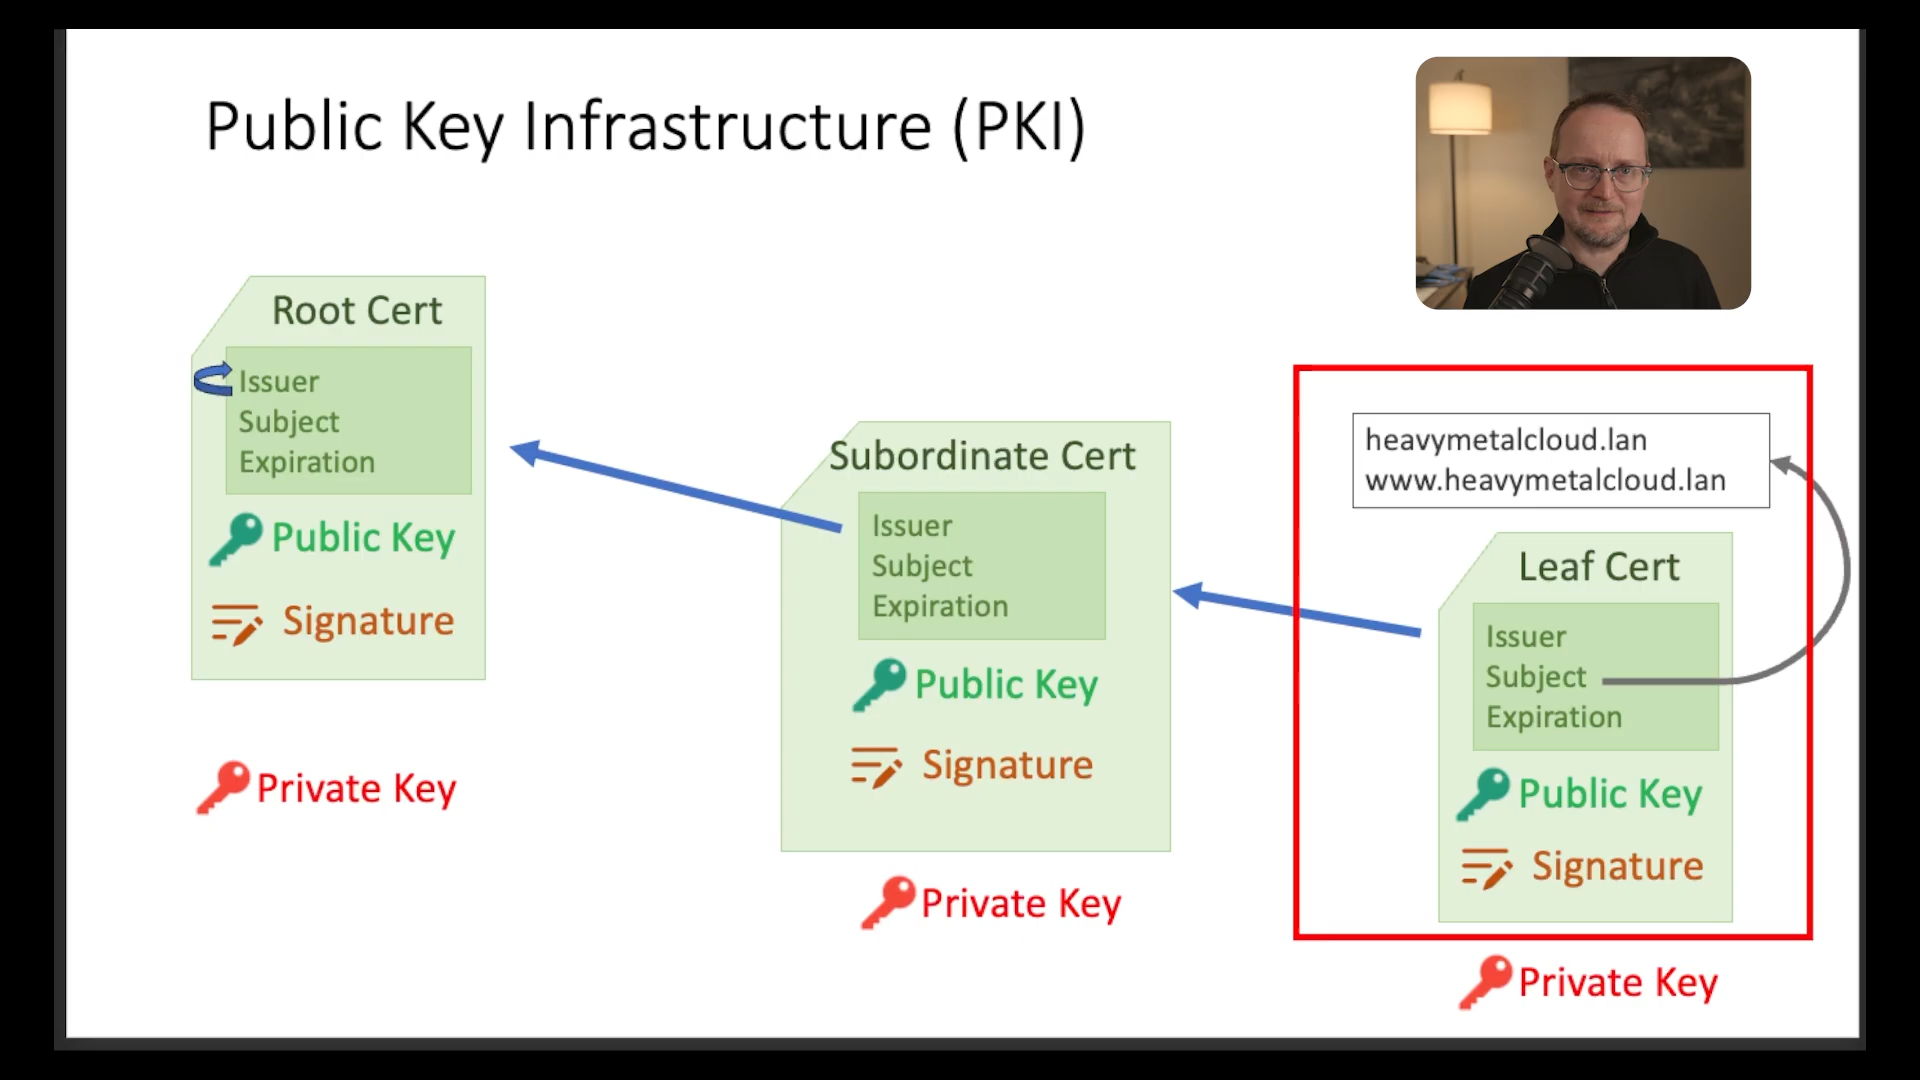 Public Key Infrastructure (PKI)
Root Cert
Issuer
Subject
Expiration
Public Key
Signature
Private Key
Subordinate Cert
Issuer
Subject
Expiration
Public Key
Signature
Private Key
heavymetalcloud.lan
www.heavymetalcloud.lan
Leaf Cert
Issuer
Subject
Expiration
Public Key
Signature
Private Key